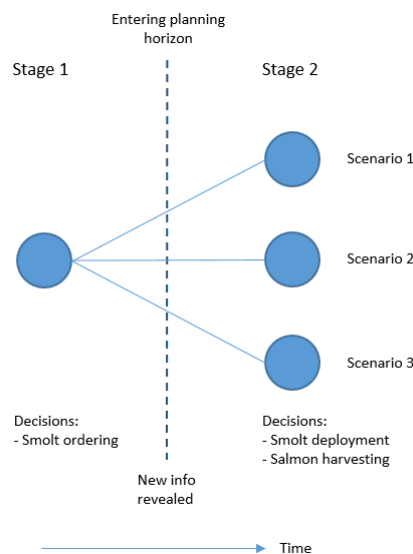 Entering planning
horizon
Stage 1
Stage 2
Scenario 1
Scenario 2
Scenario 3
Decisions:
- Smolt ordering
Decisions:
- Smolt deployment
- Salmon harvesting
New info
revealed
Time